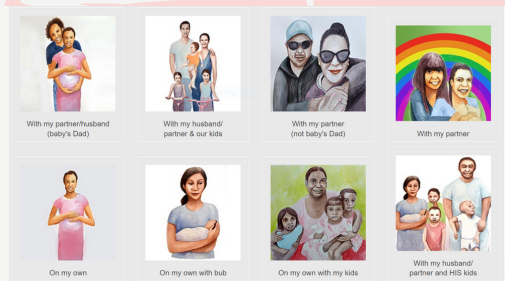 With my partner/husband
(baby's Dad)
With my husband/
partner & our kids
With my partner
(not baby's Dad)
With my partner
On my own
On my own with bub
On my own with my kids
With my husband/
partner and HIS kids